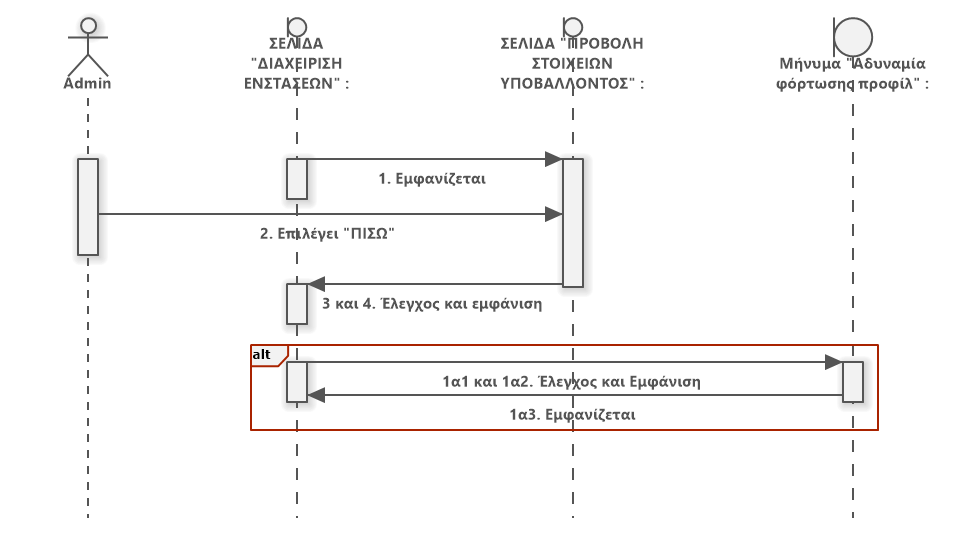 Admin
ΣΕΛΙΔΑ
"ΔΙΑΧΕΙΡΙΣΗ
ΕΝΣΤΑΣΕΩΝ" :
ΣΕΛΙΔΑ "ΠΡΟΒΟΛΗ
ΣΤΟΙΧΕΙΩΝ
ΥΠΟΒΑΛΛΟΝΤΟΣ" :
Μήνυμα "Αδυναμία
φόρτωσης προφίλ" :
1. Εμφανίζεται
2. Επιλέγει "ΠΙΣΩ"
3 και 4. Έλεγχος και εμφάνιση
alt
1α1 και 1α2. Έλεγχος και Εμφάνιση
1α3. Εμφανίζεται